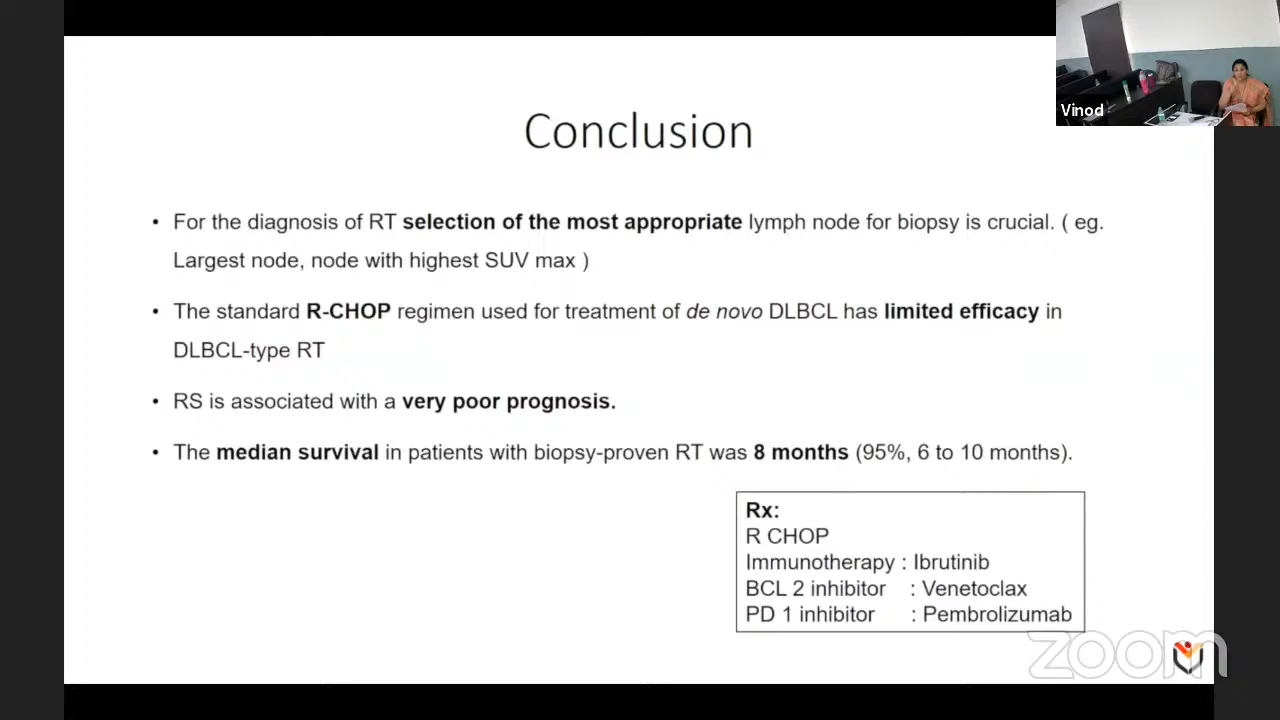 Vinod
Conclusion
• For the diagnosis of RT selection of the most appropriate lymph node for biopsy is crucial. ( eg.
Largest node, node with highest SUV max )
• The standard R-CHOP regimen used for treatment of de novo DLBCL has limited efficacy in
DLBCL-type RT
• RS is associated with a very poor prognosis.
• The median survival in patients with biopsy-proven RT was 8 months (95%, 6 to 10 months).
Rx:
R CHOP
Immunotherapy : Ibrutinib
BCL 2 inhibitor : Venetoclax
PD 1 inhibitor : Pembrolizumab
zoom